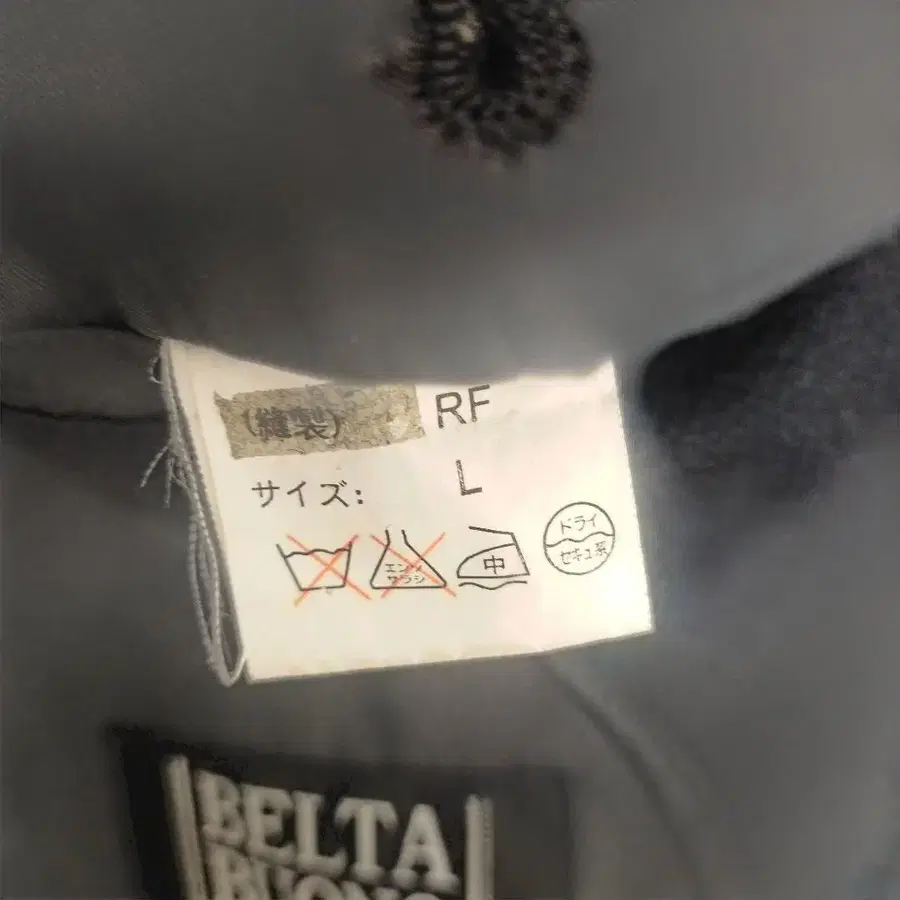 (縫製) RF
サイズ: L
エンソ
サラシ
中
ドライ
セキユ系
BELTA
BUONO